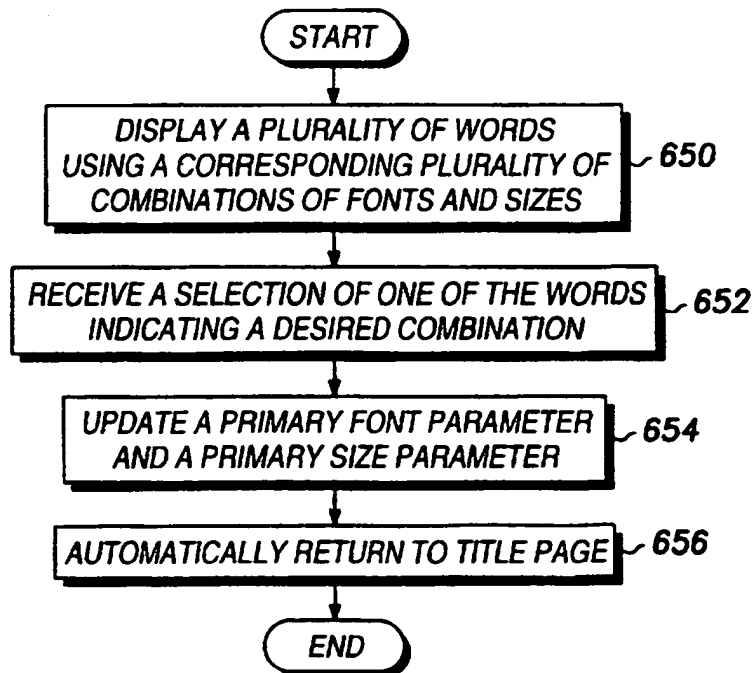 START
DISPLAY A PLURALITY OF WORDS
USING A CORRESPONDING PLURALITY OF
COMBINATIONS OF FONTS AND SIZES
650
RECEIVE A SELECTION OF ONE OF THE WORDS
INDICATING A DESIRED COMBINATION
652
UPDATE A PRIMARY FONT PARAMETER
AND A PRIMARY SIZE PARAMETER
654
AUTOMATICALLY RETURN TO TITLE PAGE
656
END